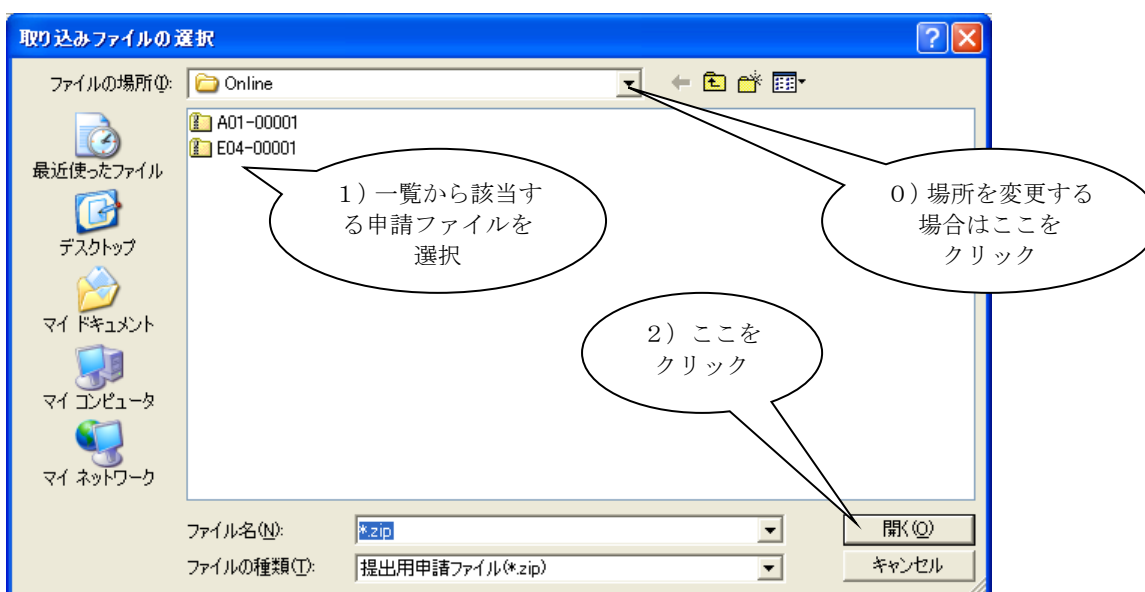 取り込みファイルの選択
ファイルの場所(I):
Online
A01-00001
E04-00001
最近使ったファイル
デスクトップ
マイ ドキュメント
マイ コンピュータ
マイ ネットワーク
1）一覧から該当す
る申請ファイルを
選択
0）場所を変更する
場合はここを
クリック
2）ここを
クリック
ファイル名(N):
*.zip
開く(O)
ファイルの種類(T):
提出用申請ファイル(*.zip)
キャンセル